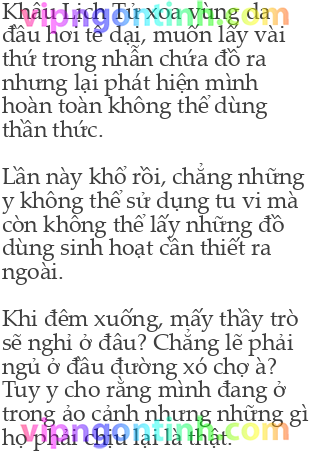 Khâu Lịch Tử xoa vùng da
đầu hơi tê dại, muốn lấy vài
thứ trong nhẫn chứa đồ ra
nhưng lại phát hiện mình
hoàn toàn không thể dùng
thần thức.
Lần này khổ rồi, chẳng những
y không thể sử dụng tu vi mà
còn không thể lấy những đồ
dùng sinh hoạt cần thiết ra
ngoài.
Khi đêm xuống, mấy thầy trò
sẽ nghỉ ở đâu? Chẳng lẽ phải
ngủ ở đầu đường xó chợ à?
Tuy y cho rằng mình đang ở
trong ảo cảnh nhưng những gì
họ phải chịu lại là thật.
vipngontinh.com
vipngontinh.com